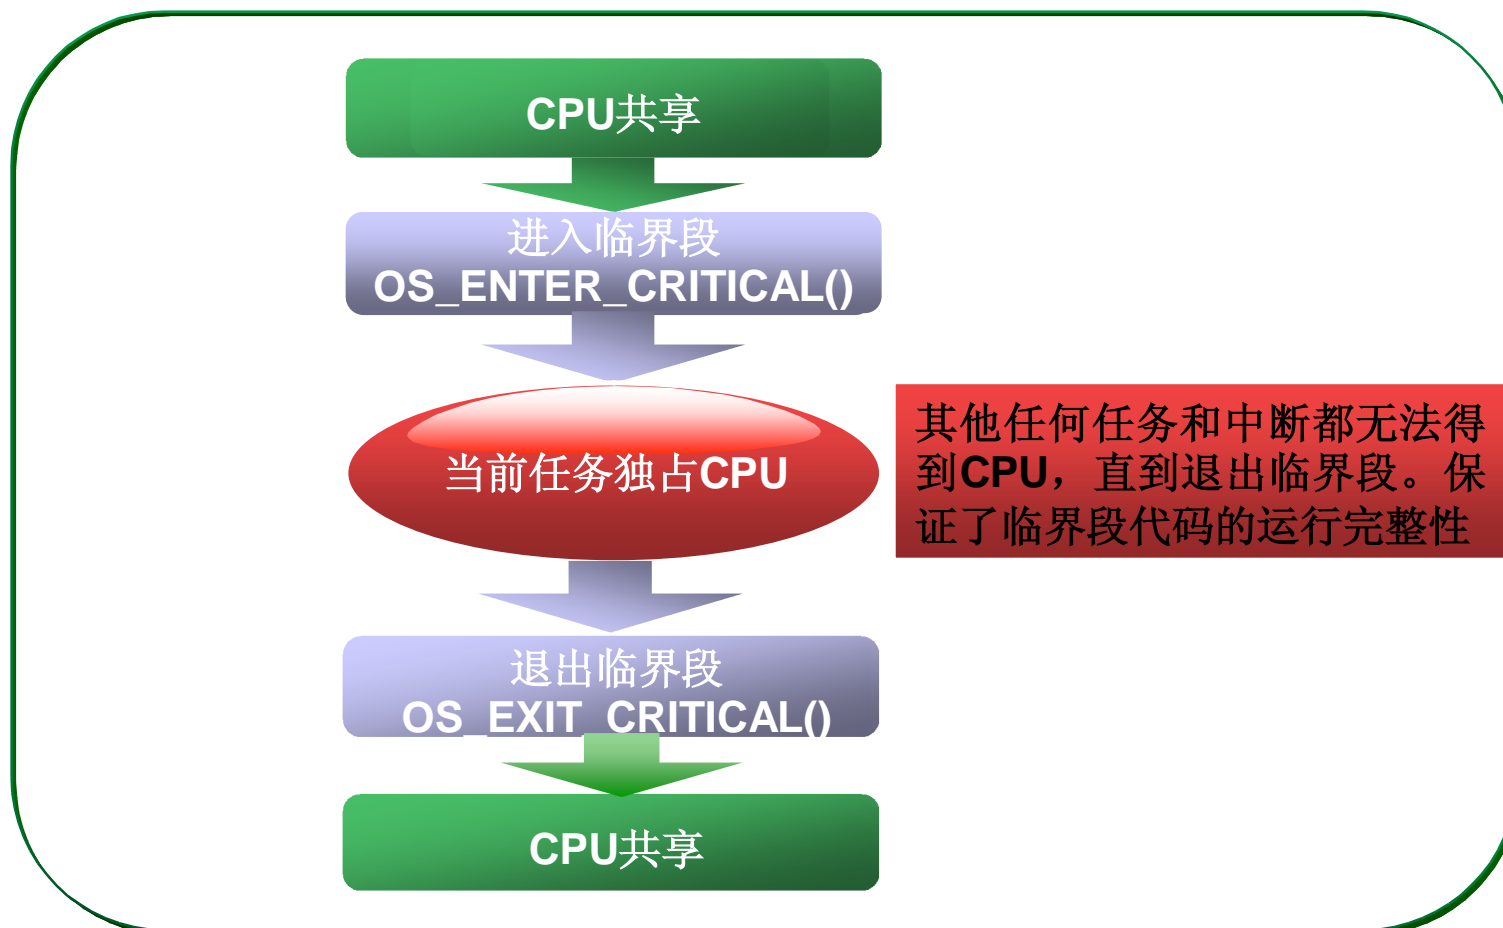 CPU共享
进入临界段
OS_ENTER_CRITICAL()
当前任务独占CPU
其他任何任务和中断都无法得
到CPU，直到退出临界段。保
证了临界段代码的运行完整性
退出临界段
OS_EXIT_CRITICAL()
CPU共享